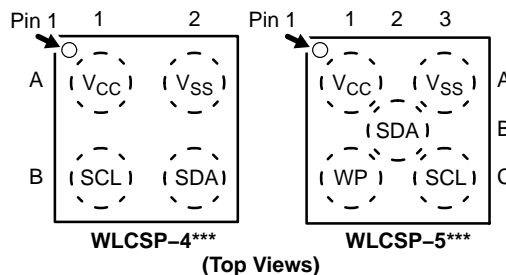 Pin 1 1 2 Pin 1 1 2 3
A VCC VSS VCC VSS A
SDA B
B SCL SDA WP SCL C
WLCSP–4*** WLCSP–5***
(Top Views)